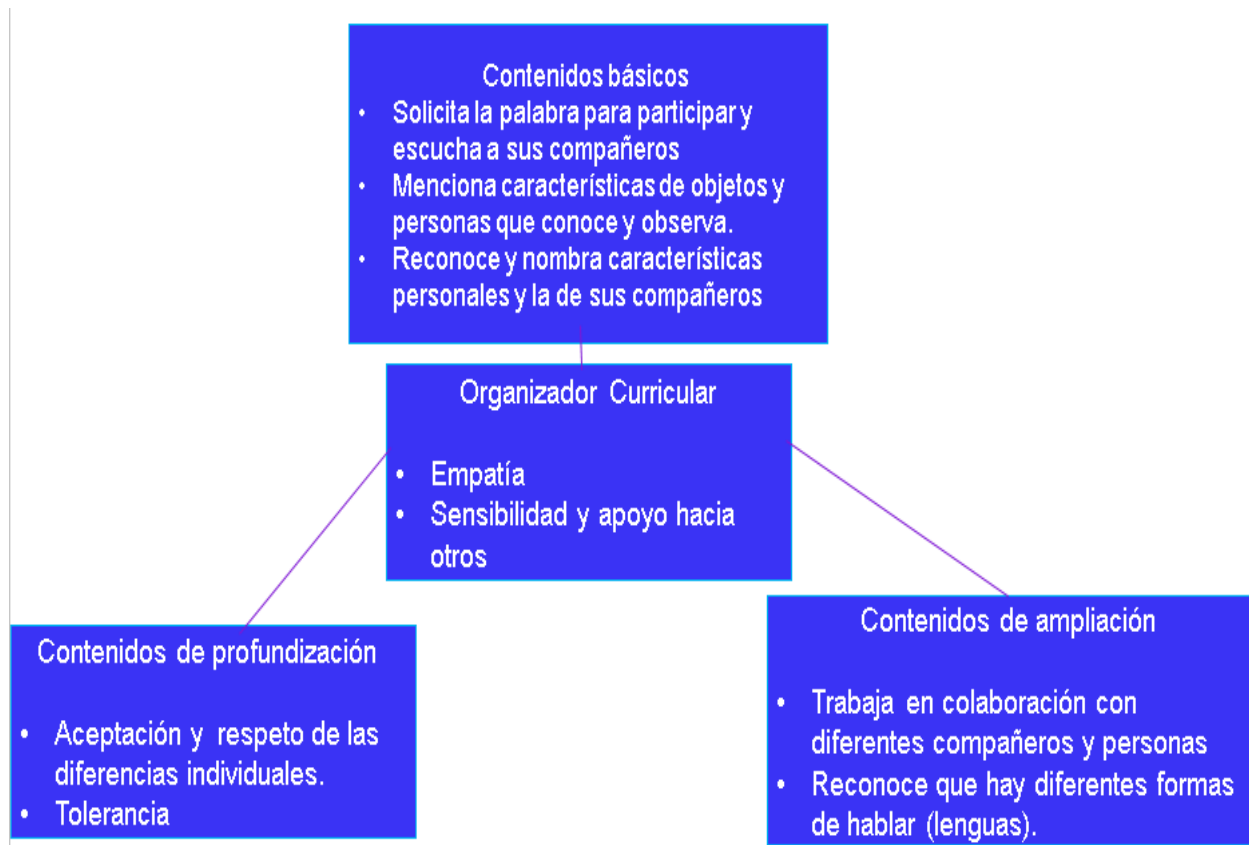 Contenidos básicos
• Solicita la palabra para participar y
escucha a sus compañeros
• Menciona características de objetos y
personas que conoce y observa.
• Reconoce y nombra características
personales y la de sus compañeros
Organizador Curricular
• Empatía
• Sensibilidad y apoyo hacia
otros
Contenidos de profundización
• Aceptación y respeto de las
diferencias individuales.
• Tolerancia
Contenidos de ampliación
• Trabaja en colaboración con
diferentes compañeros y personas
• Reconoce que hay diferentes formas
de hablar (lenguas).